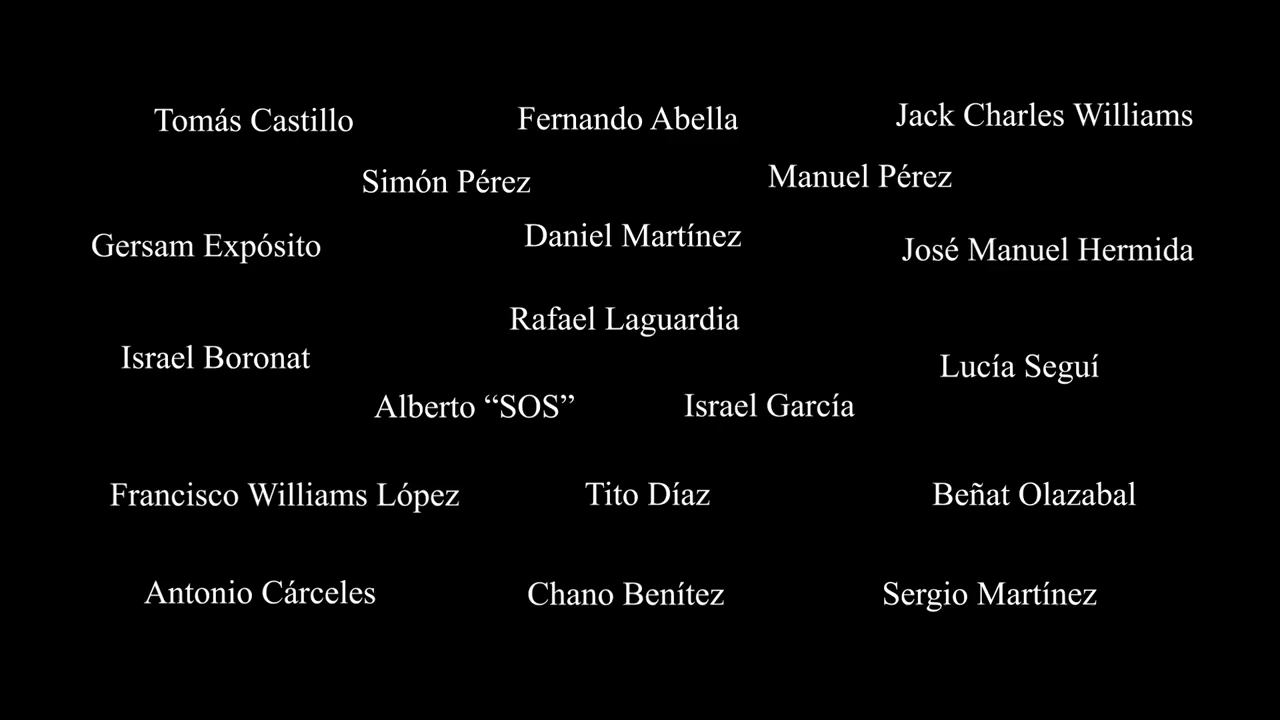 Tomás Castillo
Fernando Abella
Jack Charles Williams
Simón Pérez
Manuel Pérez
Gersam Expósito
Daniel Martínez
José Manuel Hermida
Rafael Laguardia
Israel Boronat
Lucía Seguí
Alberto “SOS”
Israel García
Francisco Williams López
Tito Díaz
Beñat Olazabal
Antonio Cárceles
Chano Benítez
Sergio Martínez